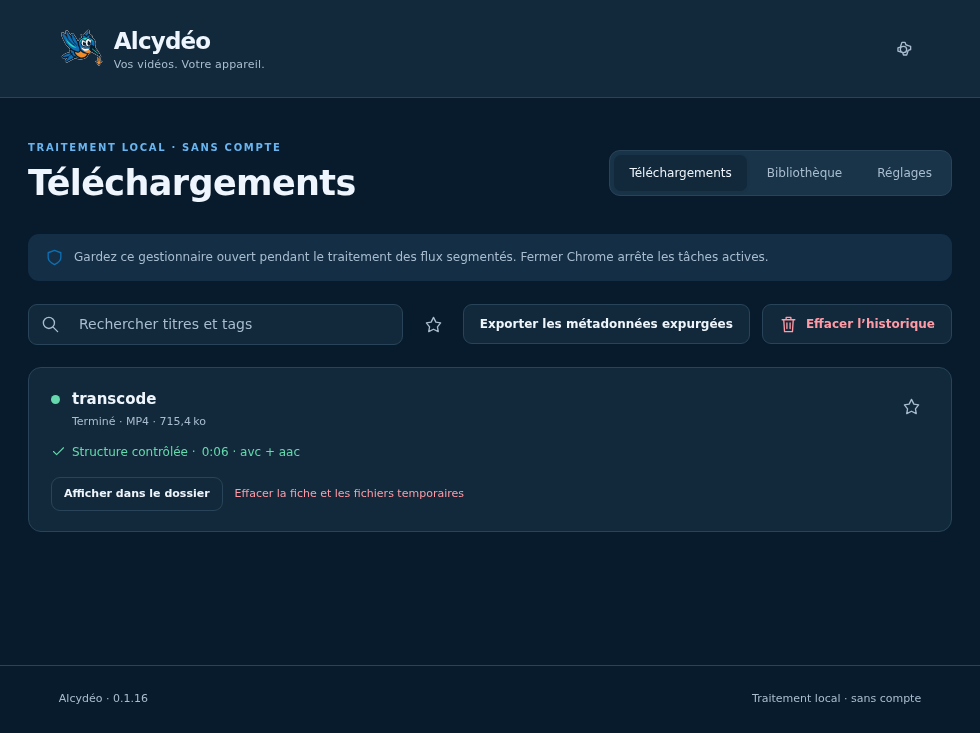 Alcydéo
Vos vidéos. Votre appareil.
TRAITEMENT LOCAL · SANS COMPTE
Téléchargements
Téléchargements
Bibliothèque
Réglages
Gardez ce gestionnaire ouvert pendant le traitement des flux segmentés. Fermer Chrome arrête les tâches actives.
Rechercher titres et tags
Exporter les métadonnées expurgées
Effacer l’historique
transcode
Terminé · MP4 · 715,4 ko
Structure contrôlée · 0:06 · avc + aac
Afficher dans le dossier
Effacer la fiche et les fichiers temporaires
Alcydéo · 0.1.16
Traitement local · sans compte